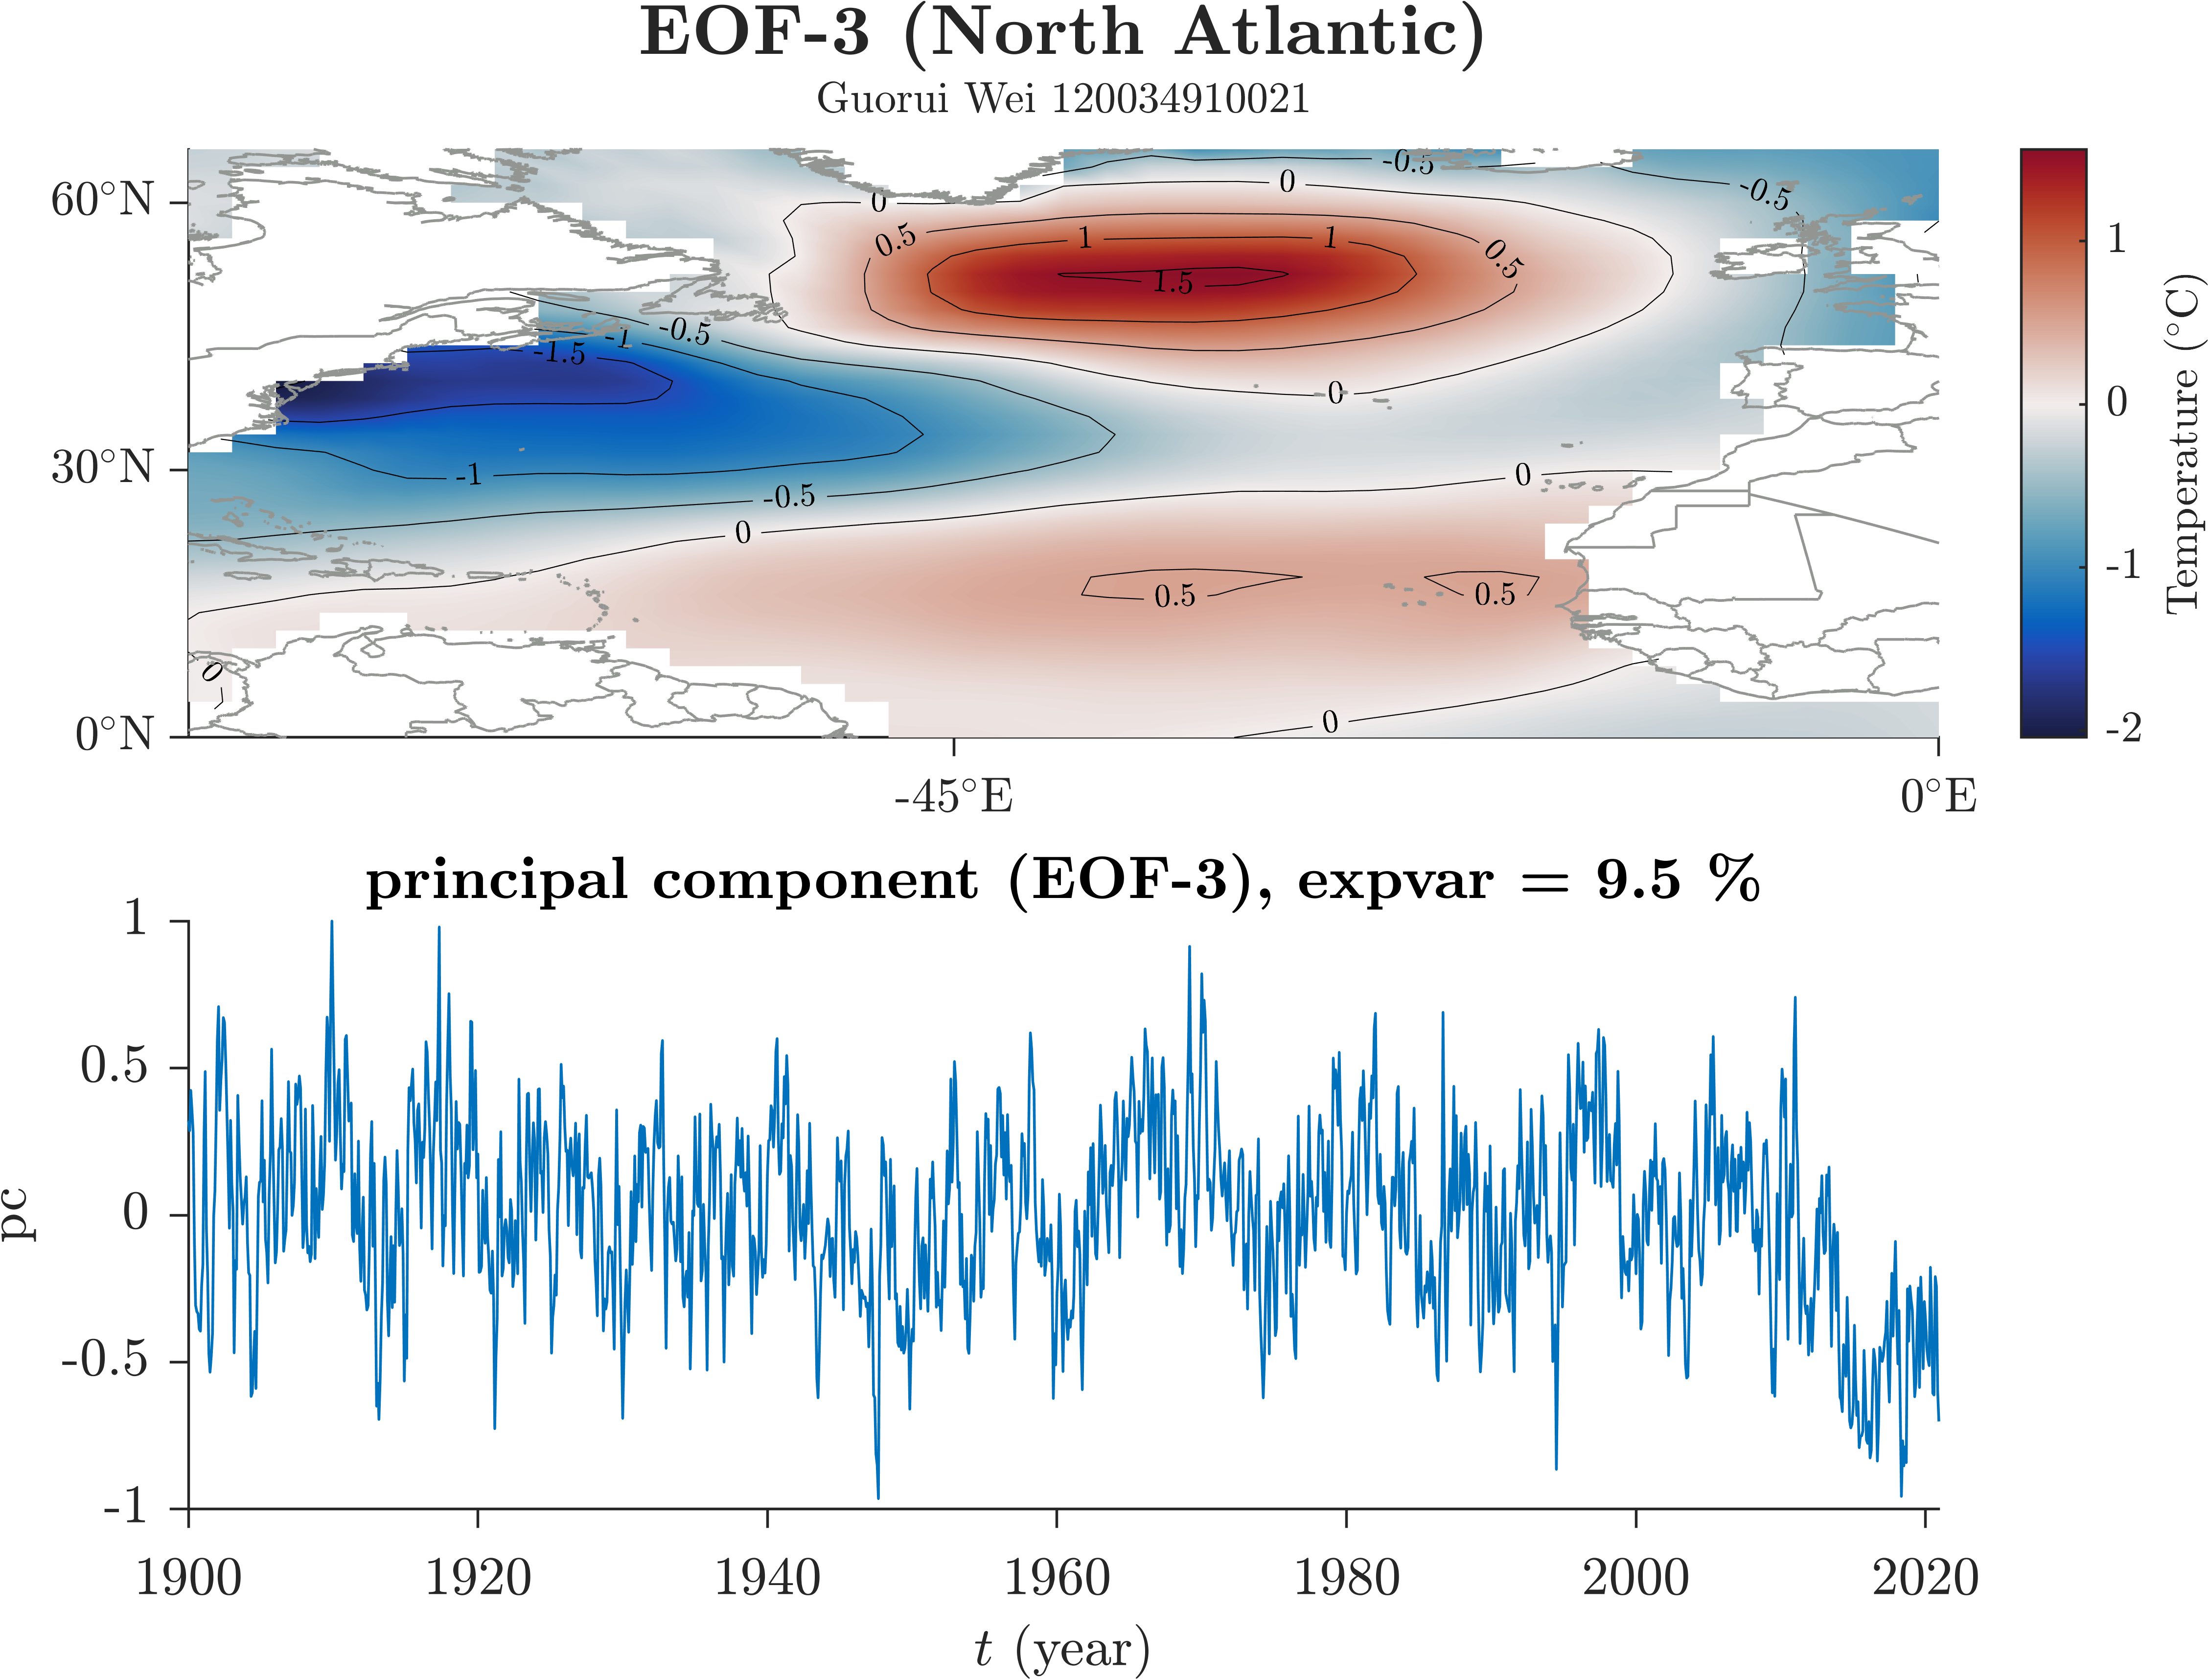 EOF-3 (North Atlantic)
Guorui Wei 120034910021
60°N
30°N
0°N
-45°E
0°E
-0.5
0
-0.5
0
0.5
1
1
0.5
1.5
-0.5
-1
-1.5
0
-1
-0.5
0
0
0.5
0.5
0
0
1
0
-1
-2
Temperature (°C)
principal component (EOF-3), expvar = 9.5 %
1
0.5
0
-0.5
-1
pc
1900 1920 1940 1960 1980 2000 2020
t (year)